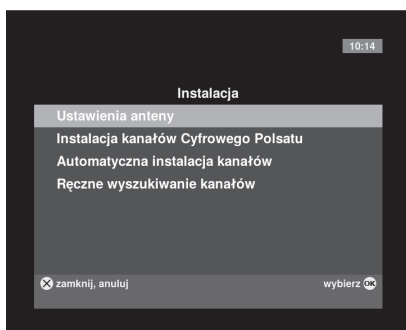 10:14
Instalacja
Ustawienia anteny
Instalacja kanałów Cyfrowego Polsatu
Automatyczna instalacja kanałów
Ręczne wyszukiwanie kanałów
zamknij, anuluj wybierz OK